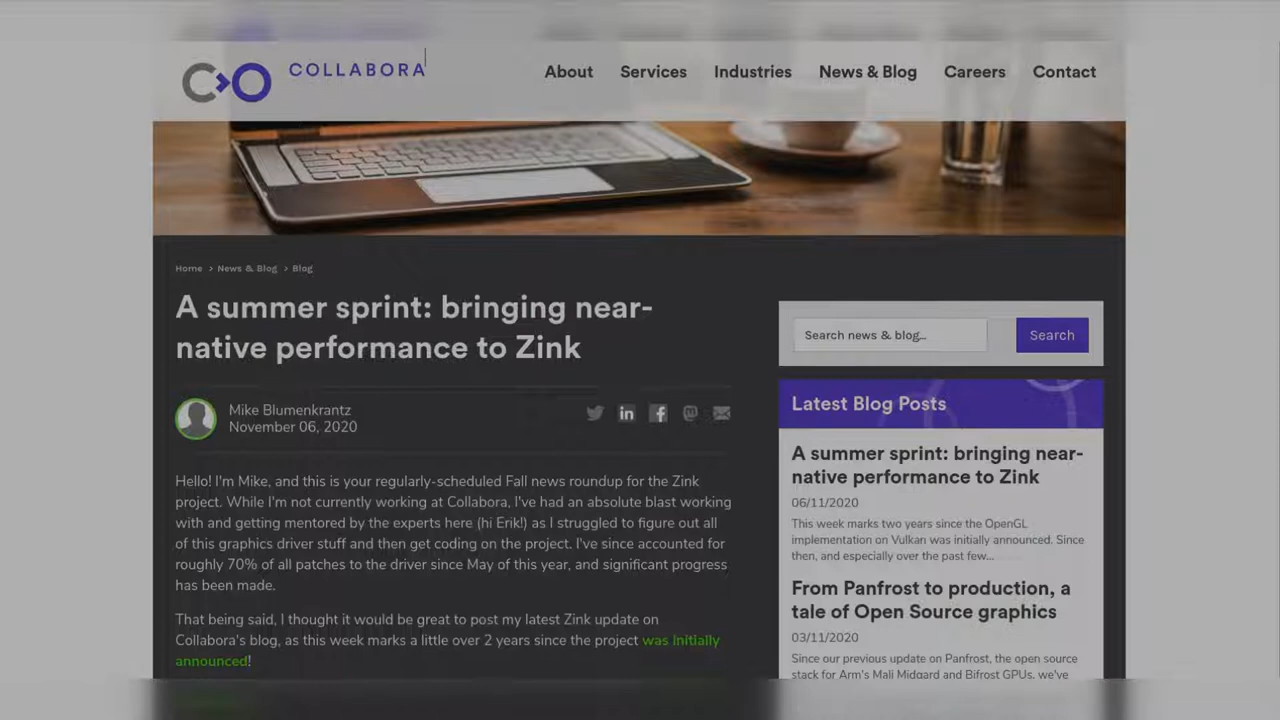 COLLABORA
About Services Industries News & Blog Careers Contact
Home > News & Blog > Blog
A summer sprint: bringing near-
native performance to Zink
Mike Blumenkrantz
November 06, 2020
Hello! I'm Mike, and this is your regularly-scheduled Fall news roundup for the Zink
project. While I'm not currently working at Collabora, I've had an absolute blast working
with and getting mentored by the experts here (hi Erik!) as I struggled to figure out all
of this graphics driver stuff and then get coding on the project. I've since accounted for
roughly 70% of all patches to the driver since May of this year, and significant progress
has been made.
That being said, I thought it would be great to post my latest Zink update on
Collabora's blog, as this week marks a little over 2 years since the project was initially
announced!
Search news & blog...
Search
Latest Blog Posts
A summer sprint: bringing near-
native performance to Zink
06/11/2020
This week marks two years since the OpenGL
implementation on Vulkan was initially announced. Since
then, and especially over the past few...
From Panfrost to production, a
tale of Open Source graphics
03/11/2020
Since our previous update on Panfrost, the open source
stack for Arm's Mali Midgard and Bifrost GPUs, we've